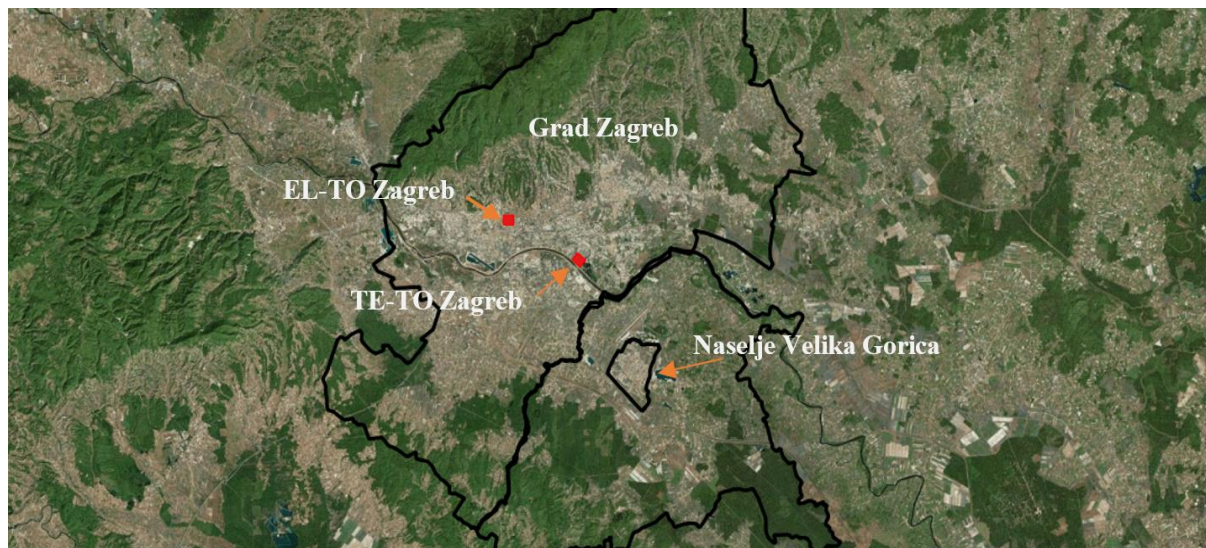 Grad Zagreb
EL-TO Zagreb
TE-TO Zagreb
Naselje Velika Gorica